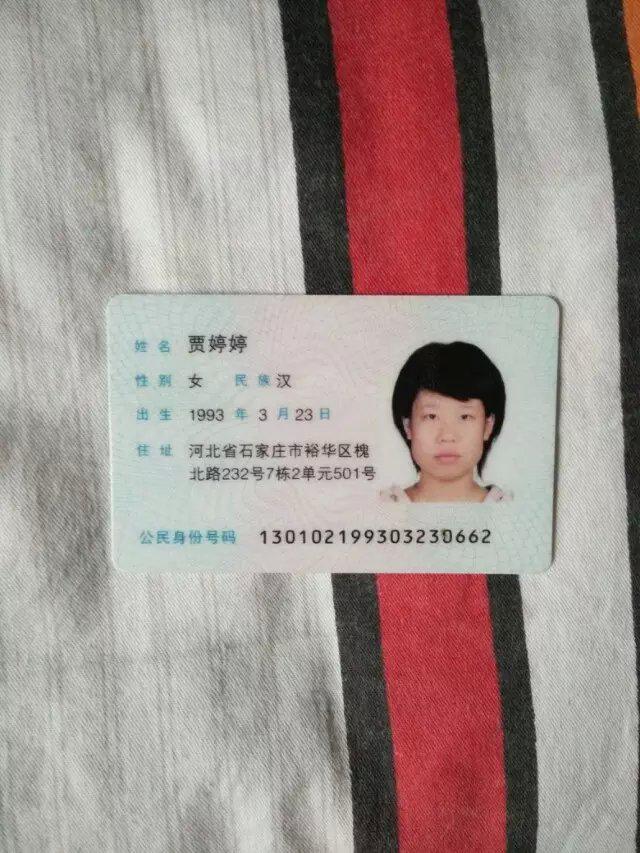 姓名 贾婷婷
性别 女 民族 汉
出生 1993 年 3 月 23 日
住址 河北省石家庄市裕华区槐
北路232号7栋2单元501号
公民身份号码 130102199303230662